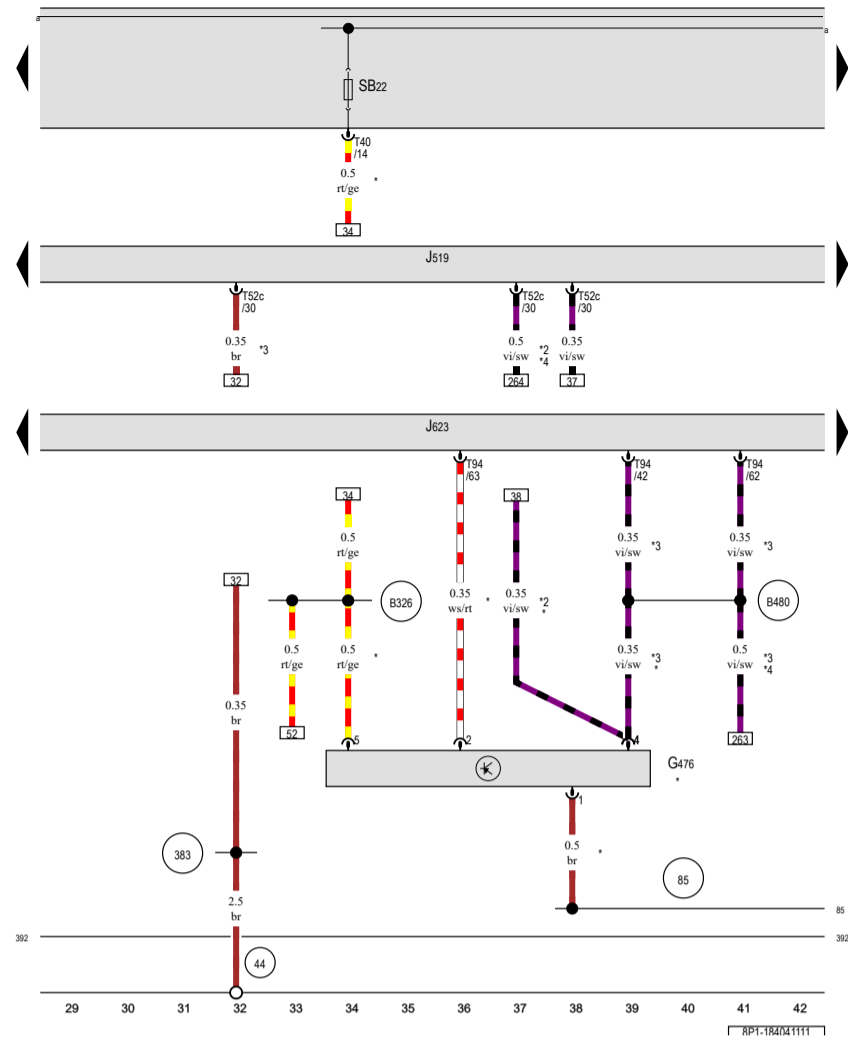 a
a
SB22
T40
/14
0.5
rt/ge
*
34
J519
T52c
/30
T52c
/30
T52c
/30
0.35
br
*3
0.5
vi/sw
*2
*4
0.35
vi/sw
32
264
37
J623
T94
/63
T94
/42
T94
/62
34
38
0.5
rt/ge
0.35
vi/sw
*3
0.35
vi/sw
*3
32
B326
0.35
ws/rt
*
0.35
vi/sw
*2
*
B480
0.5
rt/ge
0.5
rt/ge
*
0.35
vi/sw
*3
*
0.5
vi/sw
*3
*4
0.35
br
52
5
2
4
263
G476
*
1
383
0.5
br
*
85
2.5
br
85
392
392
44
29 30 31 32 33 34 35 36 37 38 39 40 41 42
8P1-184041111